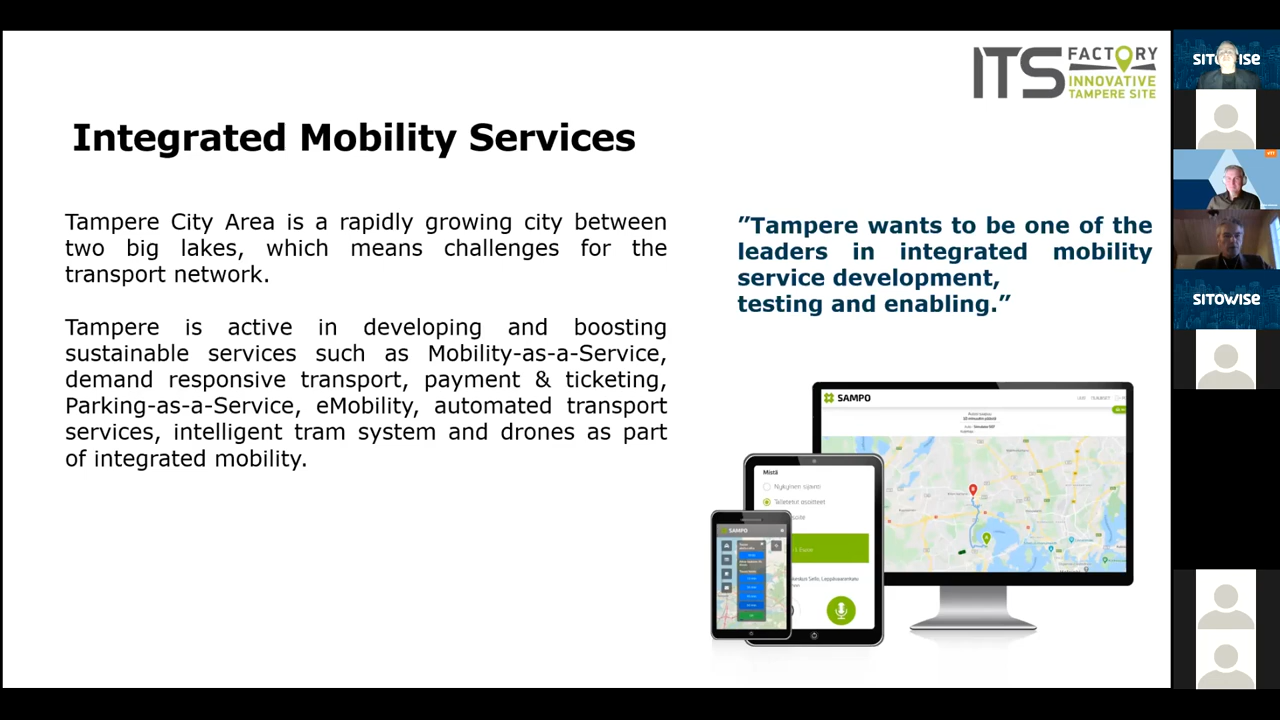 ITS FACTORY
INNOVATIVE
TAMPERE SITE
Integrated Mobility Services
Tampere City Area is a rapidly growing city between
two big lakes, which means challenges for the
transport network.
Tampere is active in developing and boosting
sustainable services such as Mobility-as-a-Service,
demand responsive transport, payment & ticketing,
Parking-as-a-Service, eMobility, automated transport
services, intelligent tram system and drones as part
of integrated mobility.
”Tampere wants to be one of the
leaders in integrated mobility
service development,
testing and enabling.”
SAMPO
Mistä
Nykyinen sijainti
Talletetut osoitteet
SAMPO
SITOWISE